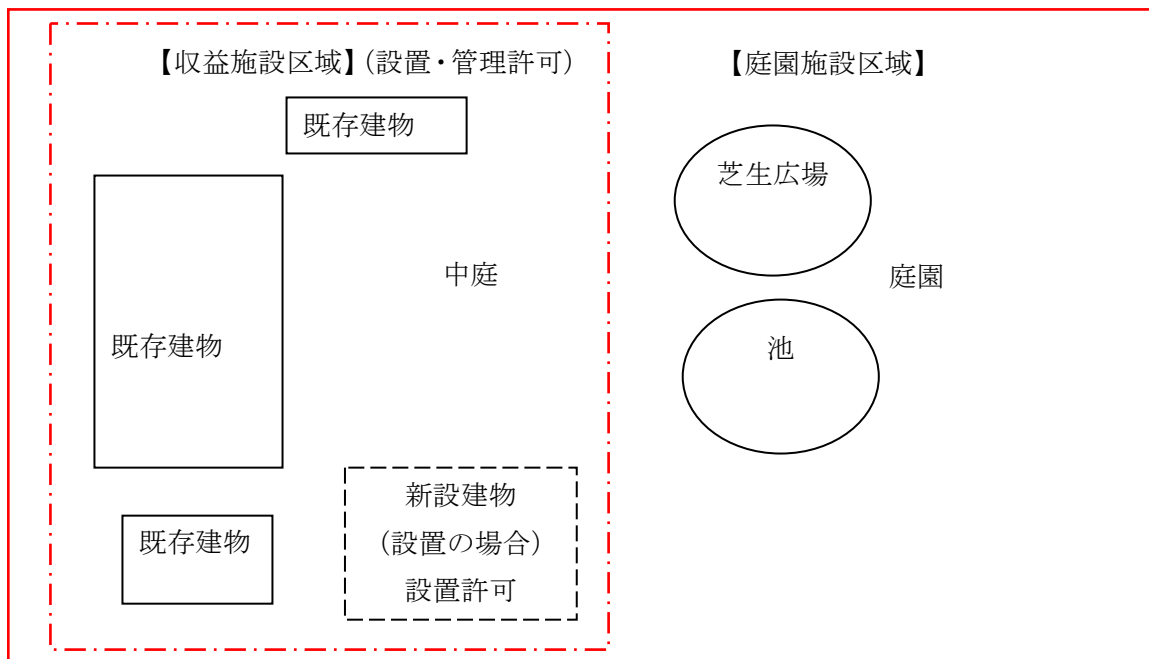 【収益施設区域】(設置・管理許可)
既存建物
中庭
既存建物
既存建物
新設建物
(設置の場合)
設置許可
【庭園施設区域】
芝生広場
庭園
池